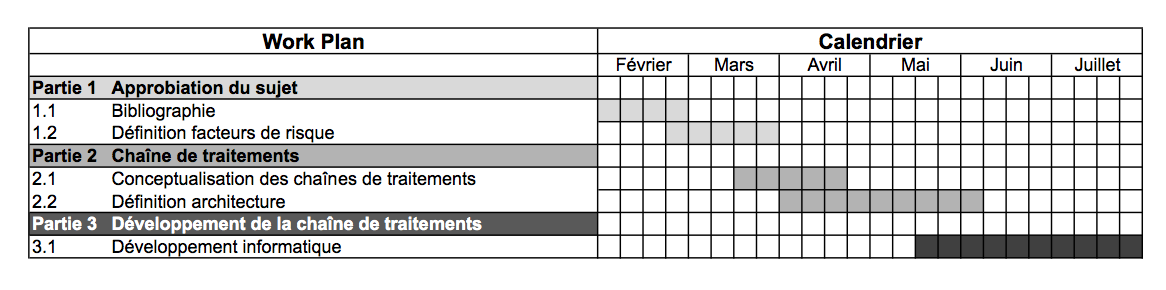 Work Plan Calendrier
Février Mars Avril Mai Juin Juillet
Partie 1 Approbiation du sujet
1.1 Bibliographie
1.2 Définition facteurs de risque
Partie 2 Chaîne de traitements
2.1 Conceptualisation des chaînes de traitements
2.2 Définition architecture
Partie 3 Développement de la chaîne de traitements
3.1 Développement informatique